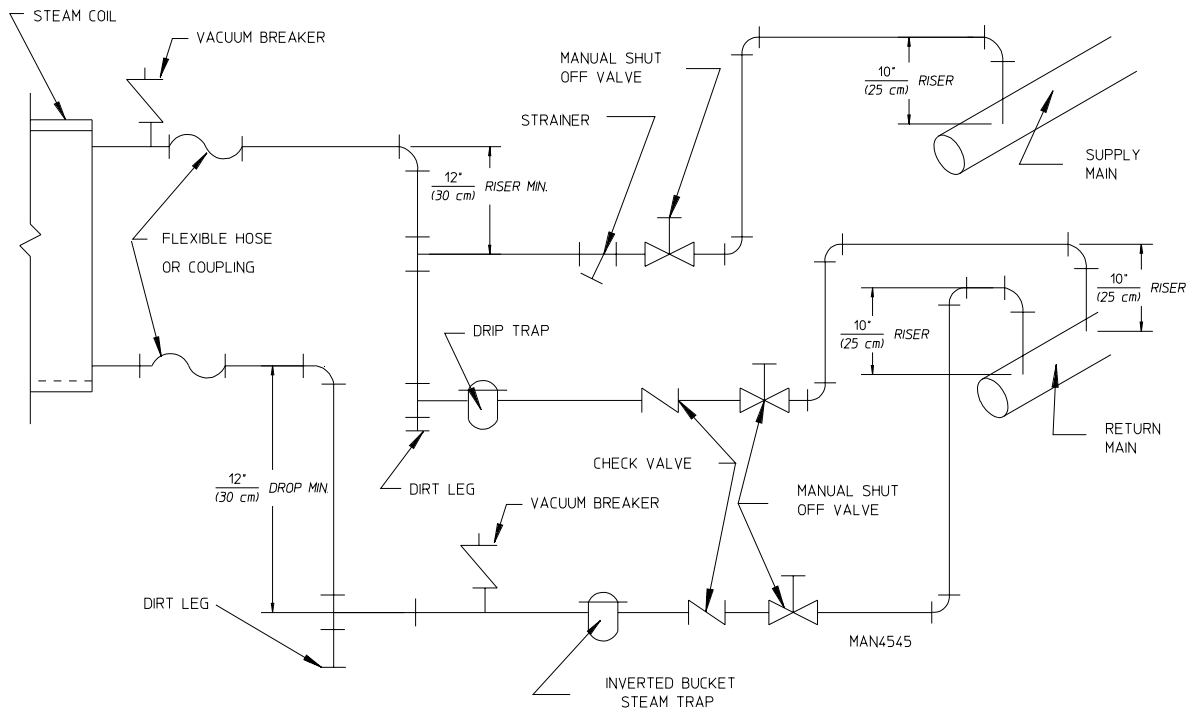 STEAM COIL
VACUUM BREAKER
MANUAL SHUT
OFF VALVE
10"
(25 cm) RISER
STRAINER
SUPPLY
MAIN
12"
(30 cm) RISER MIN.
FLEXIBLE HOSE
OR COUPLING
10"
(25 cm) RISER
10"
(25 cm) RISER
DRIP TRAP
RETURN
MAIN
CHECK VALVE
12"
(30 cm) DROP MIN.
DIRT LEG
MANUAL SHUT
OFF VALVE
VACUUM BREAKER
DIRT LEG
MAN4545
INVERTED BUCKET
STEAM TRAP